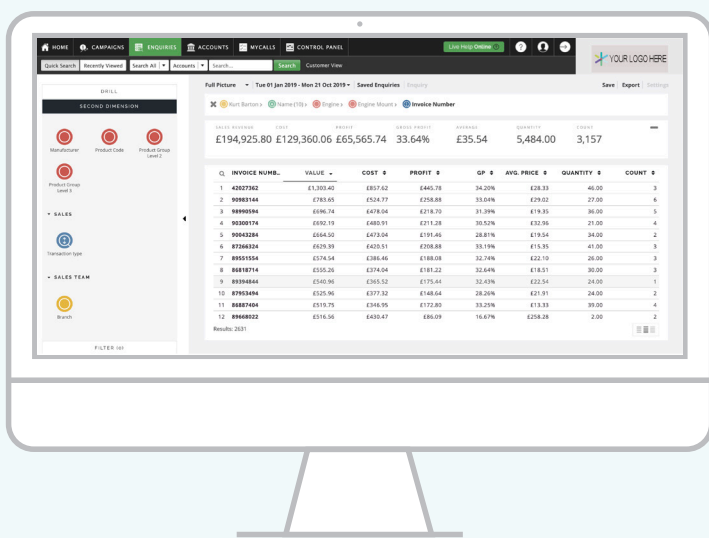 HOME CAMPAIGNS ENQUIRIES ACCOUNTS MYCALLS CONTROL PANEL Live Help Online
YOUR LOGO HERE
Quick Search Recently Viewed Search All Accounts Search... Search Customer View
DRILL
SECOND DIMENSION
Manufacturer Product Code Product Group Level 2
Product Group Level 3
SALES
Transaction type
SALES TEAM
Branch
FILTER (0)
Full Picture Tue 01 Jan 2019 - Mon 21 Oct 2019 Saved Enquiries Enquiry Save Export Settings
Kurt Barton > Name (10) > Engine > Engine Mount > Invoice Number
SALES REVENUE COST PROFIT GROSS PROFIT AVERAGE QUANTITY COUNT
£194,925.80 £129,360.06 £65,565.74 33.64% £35.54 5,484.00 3,157
INVOICE NUMB... VALUE COST PROFIT GP AVG. PRICE QUANTITY COUNT
1 42027362 £1,303.40 £857.62 £445.78 34.20% £28.33 46.00 3
2 90983144 £783.65 £524.77 £258.88 33.04% £29.02 27.00 6
3 98990594 £696.74 £478.04 £218.70 31.39% £19.35 36.00 5
4 90300174 £692.19 £480.91 £211.28 30.52% £32.96 21.00 4
5 90043284 £664.50 £473.04 £191.46 28.81% £19.54 34.00 2
6 87266324 £629.39 £420.51 £208.88 33.19% £15.35 41.00 3
7 89551554 £574.54 £386.46 £188.08 32.74% £22.10 26.00 3
8 86818714 £555.26 £374.04 £181.22 32.64% £18.51 30.00 3
9 89394844 £540.96 £365.52 £175.44 32.43% £22.54 24.00 1
10 87953494 £525.96 £377.32 £148.64 28.26% £21.91 24.00 2
11 86887404 £519.75 £346.95 £172.80 33.25% £13.33 39.00 4
12 89668022 £516.56 £430.47 £86.09 16.67% £258.28 2.00 2
Results: 2631